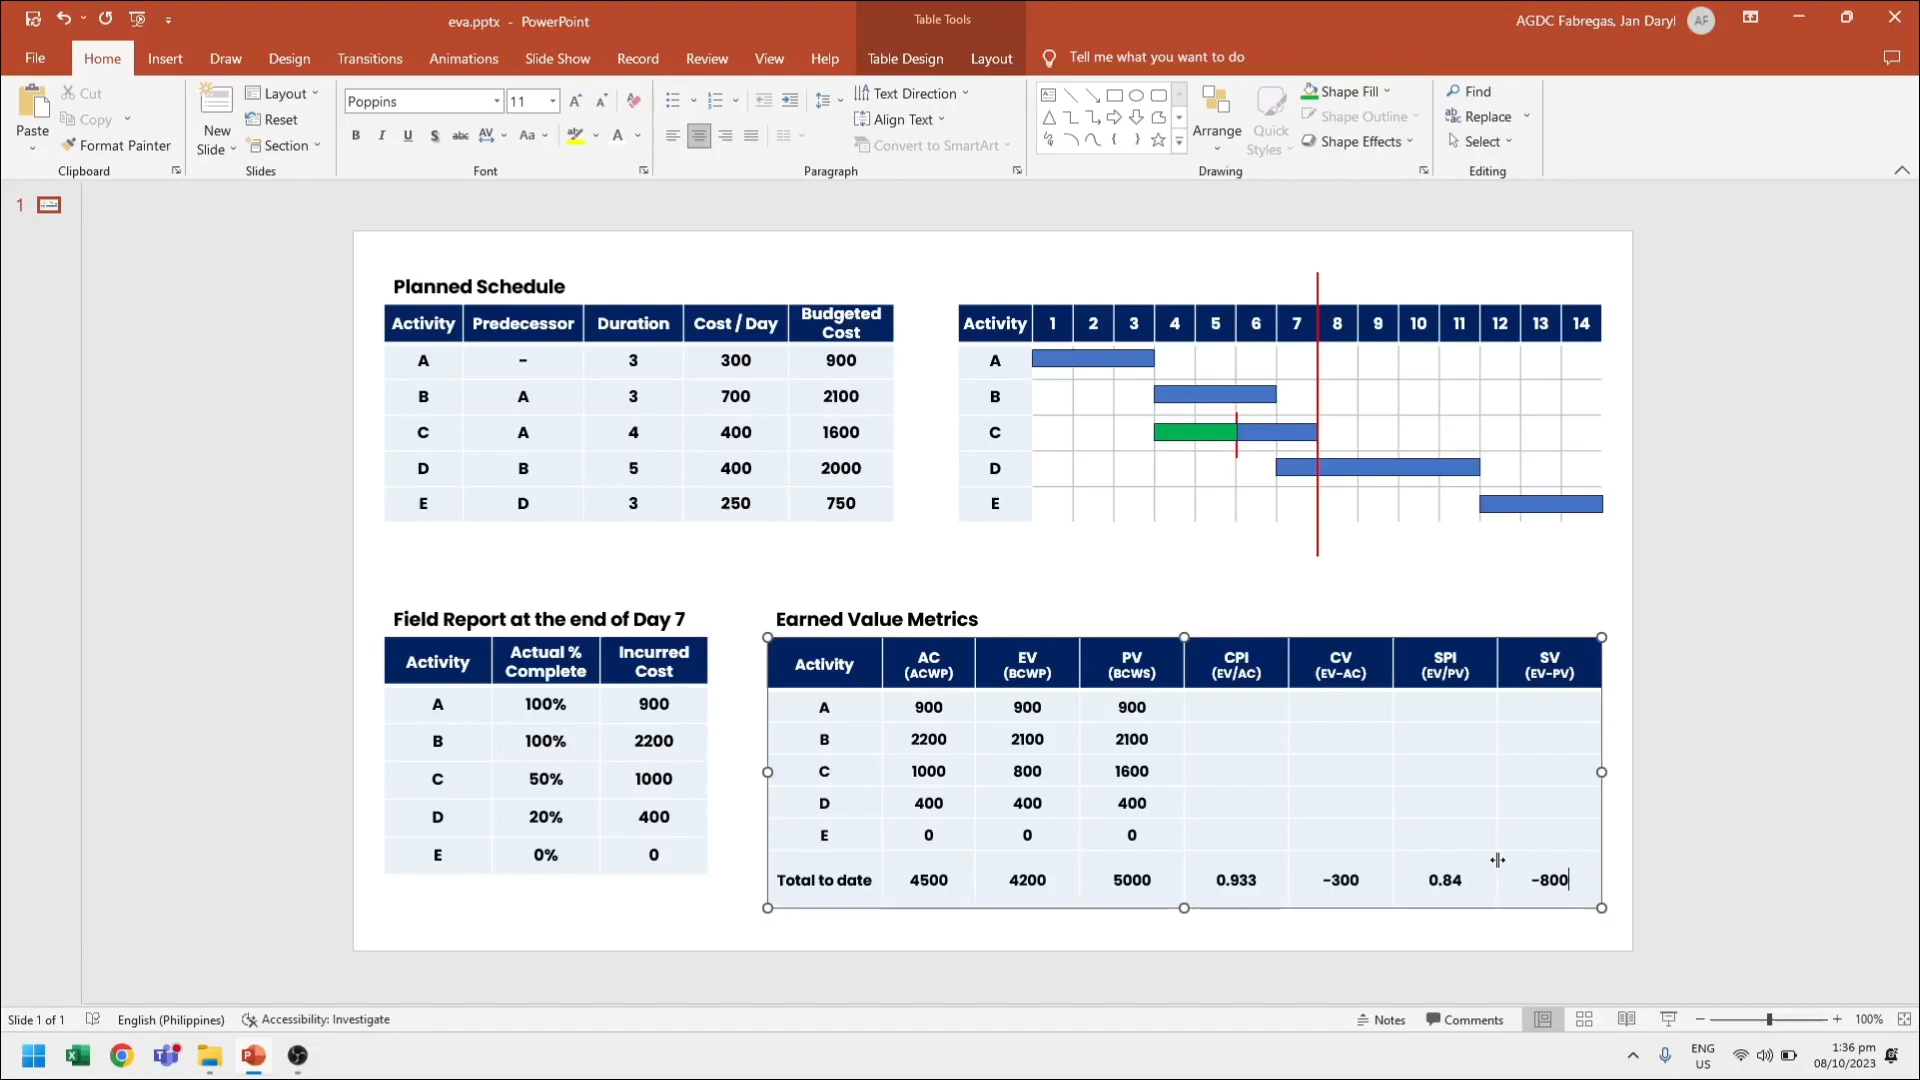 eva.pptx - PowerPoint
Table Tools
AGDC Fabregas, Jan Daryl AF
File Home Insert Draw Design Transitions Animations Slide Show Record Review View Help Table Design Layout Tell me what you want to do
Paste
Cut
Copy
Format Painter
Clipboard
New Slide
Layout
Reset
Section
Slides
Poppins 11
B I U S abc AV Aa A
Font
Text Direction
Align Text
Convert to SmartArt
Paragraph
Arrange
Quick Styles
Shape Fill
Shape Outline
Shape Effects
Drawing
Find
Replace
Select
Editing
1
Planned Schedule
Activity Predecessor Duration Cost / Day Budgeted Cost
A - 3 300 900
B A 3 700 2100
C A 4 400 1600
D B 5 400 2000
E D 3 250 750
Activity 1 2 3 4 5 6 7 8 9 10 11 12 13 14
A
B
C
D
E
Field Report at the end of Day 7
Activity Actual % Complete Incurred Cost
A 100% 900
B 100% 2200
C 50% 1000
D 20% 400
E 0% 0
Earned Value Metrics
Activity AC (ACWP) EV (BCWP) PV (BCWS) CPI (EV/AC) CV (EV-AC) SPI (EV/PV) SV (EV-PV)
A 900 900 900
B 2200 2100 2100
C 1000 800 1600
D 400 400 400
E 0 0 0
Total to date 4500 4200 5000 0.933 -300 0.84 -800
Slide 1 of 1 English (Philippines) Accessibility: Investigate Notes Comments 100%
ENG
US
1:36 pm
08/10/2023